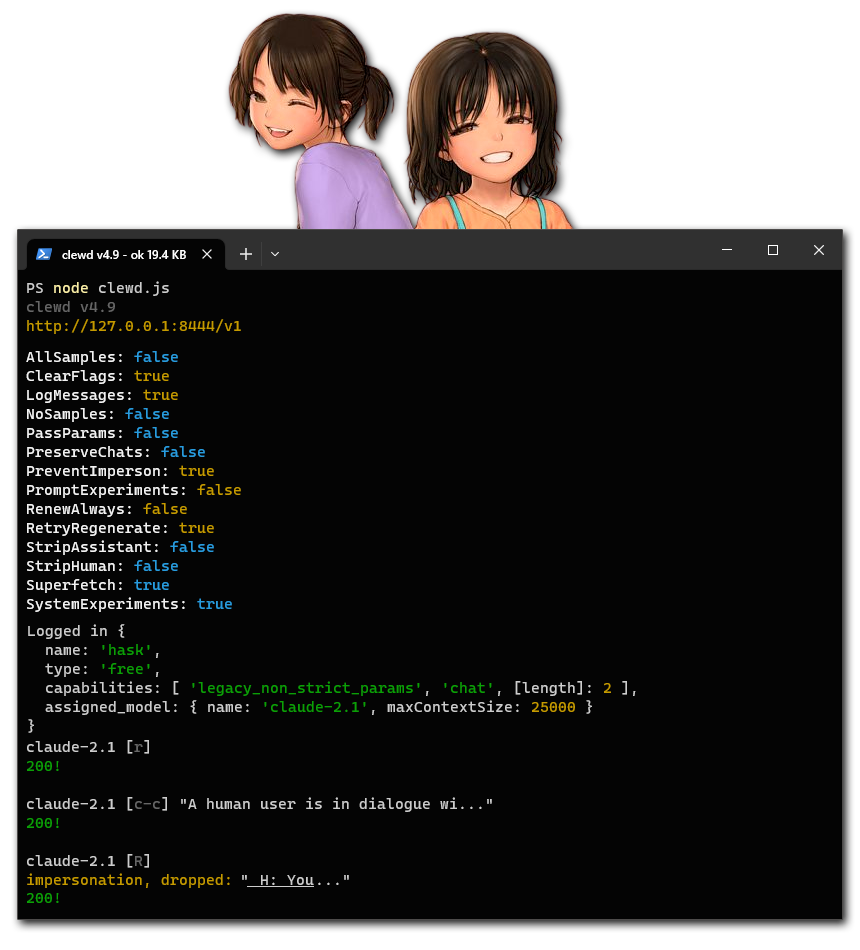 clewd v4.9 - ok 19.4 KB
PS node clewd.js
clewd v4.9
http://127.0.0.1:8444/v1
AllSamples: false
ClearFlags: true
LogMessages: true
NoSamples: false
PassParams: false
PreserveChats: false
PreventImperson: true
PromptExperiments: false
RenewAlways: false
RetryRegenerate: true
StripAssistant: false
StripHuman: false
Superfetch: true
SystemExperiments: true
Logged in {
  name: 'hask',
  type: 'free',
  capabilities: [ 'legacy_non_strict_params', 'chat', [length]: 2 ],
  assigned_model: { name: 'claude-2.1', maxContextSize: 25000 }
}
claude-2.1 [r]
200!
claude-2.1 [c-c] "A human user is in dialogue wi..."
200!
claude-2.1 [R]
impersonation, dropped: " H: You..."
200!